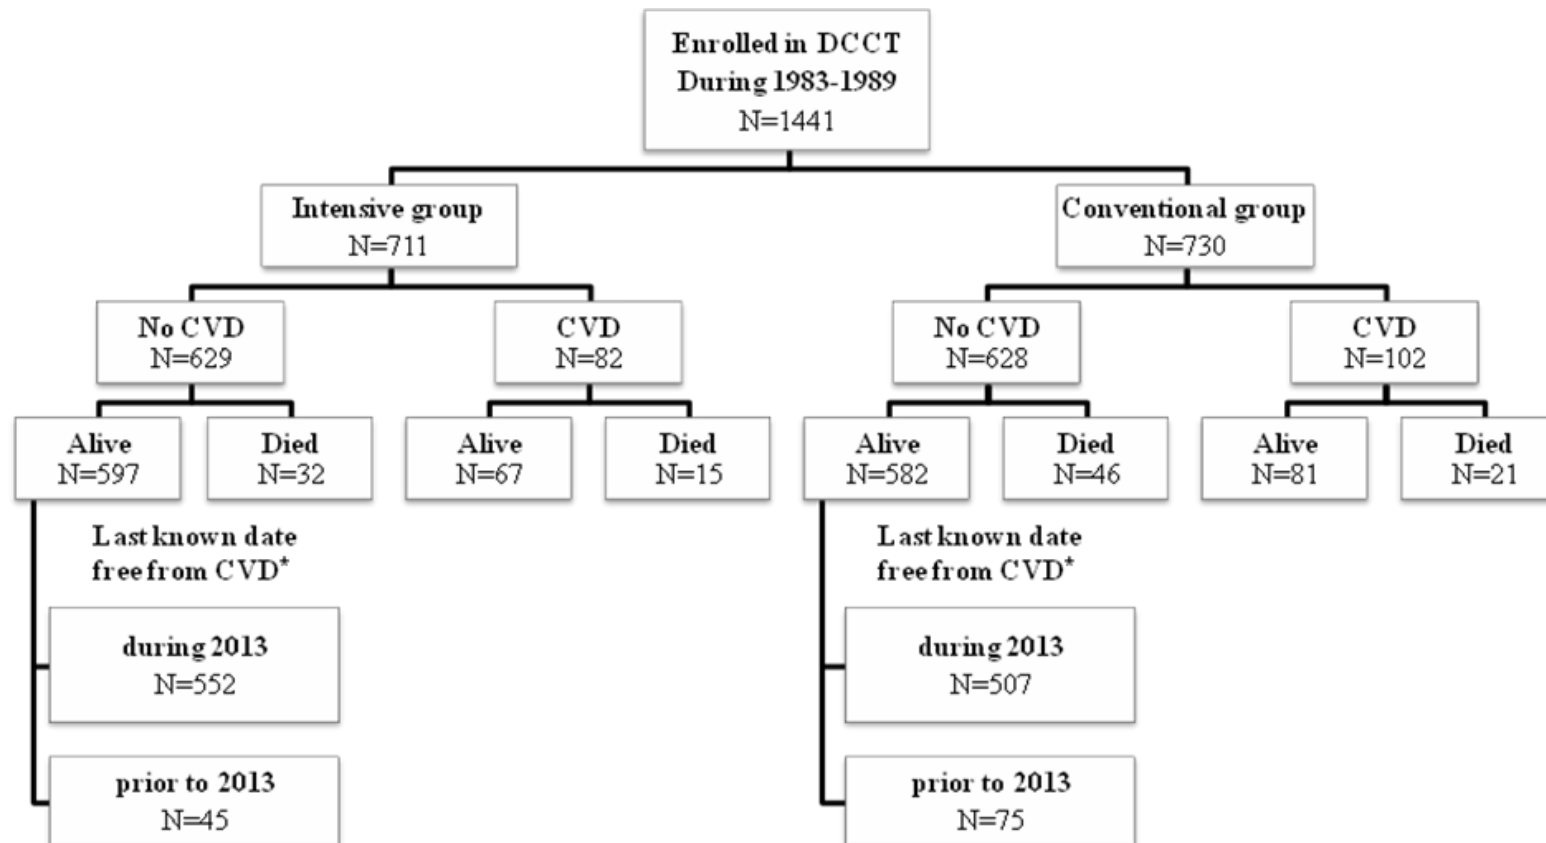 Enrolled in DCCT
During 1983-1989
N=1441
Intensive group
N=711
Conventional group
N=730
No CVD
N=629
CVD
N=82
No CVD
N=628
CVD
N=102
Alive
N=597
Died
N=32
Alive
N=67
Died
N=15
Alive
N=582
Died
N=46
Alive
N=81
Died
N=21
Last known date
free from CVD*
during 2013
N=552
prior to 2013
N=45
Last known date
free from CVD*
during 2013
N=507
prior to 2013
N=75